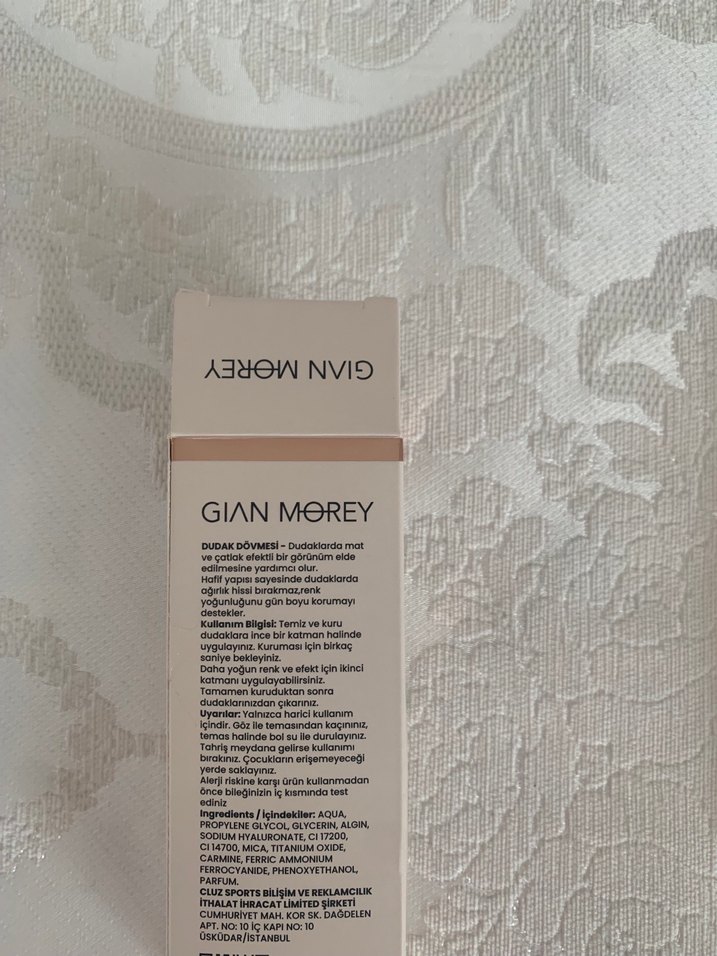 GIAN MOREY
GIAN MOREY
DUDAK DÖVMESİ - Dudaklarda mat
ve çatlak efektli bir görünüm elde
edilmesine yardımcı olur.
Hafif yapısı sayesinde dudaklarda
ağırlık hissi bırakmaz,renk
yoğunluğunu gün boyu korumayı
destekler.
Kullanım Bilgisi: Temiz ve kuru
dudaklara ince bir katman halinde
uygulayınız. Kuruması için birkaç
saniye bekleyiniz.
Daha yoğun renk ve efekt için ikinci
katmanı uygulayabilirsiniz.
Tamamen kuruduktan sonra
dudaklarınızdan çıkarınız.
Uyarılar: Yalnızca harici kullanım
içindir. Göz ile temasından kaçınınız,
temas halinde bol su ile durulayınız.
Tahriş meydana gelirse kullanımı
bırakınız. Çocukların erişemeyeceği
yerde saklayınız.
Alerji riskine karşı ürün kullanmadan
önce bileğinizin iç kısmında test
ediniz
Ingredients / İçindekiler: AQUA,
PROPYLENE GLYCOL, GLYCERIN, ALGIN,
SODIUM HYALURONATE, CI 17200,
CI 14700, MICA, TITANIUM OXIDE,
CARMINE, FERRIC AMMONIUM
FERROCYANIDE, PHENOXYETHANOL,
PARFUM.
CLUZ SPORTS BİLİŞİM VE REKLAMCILIK
İTHALAT İHRACAT LİMİTED ŞİRKETİ
CUMHURİYET MAH. KOR SK. DAĞDELEN
APT. NO: 10 İÇ KAPI NO: 10
ÜSKÜDAR/İSTANBUL